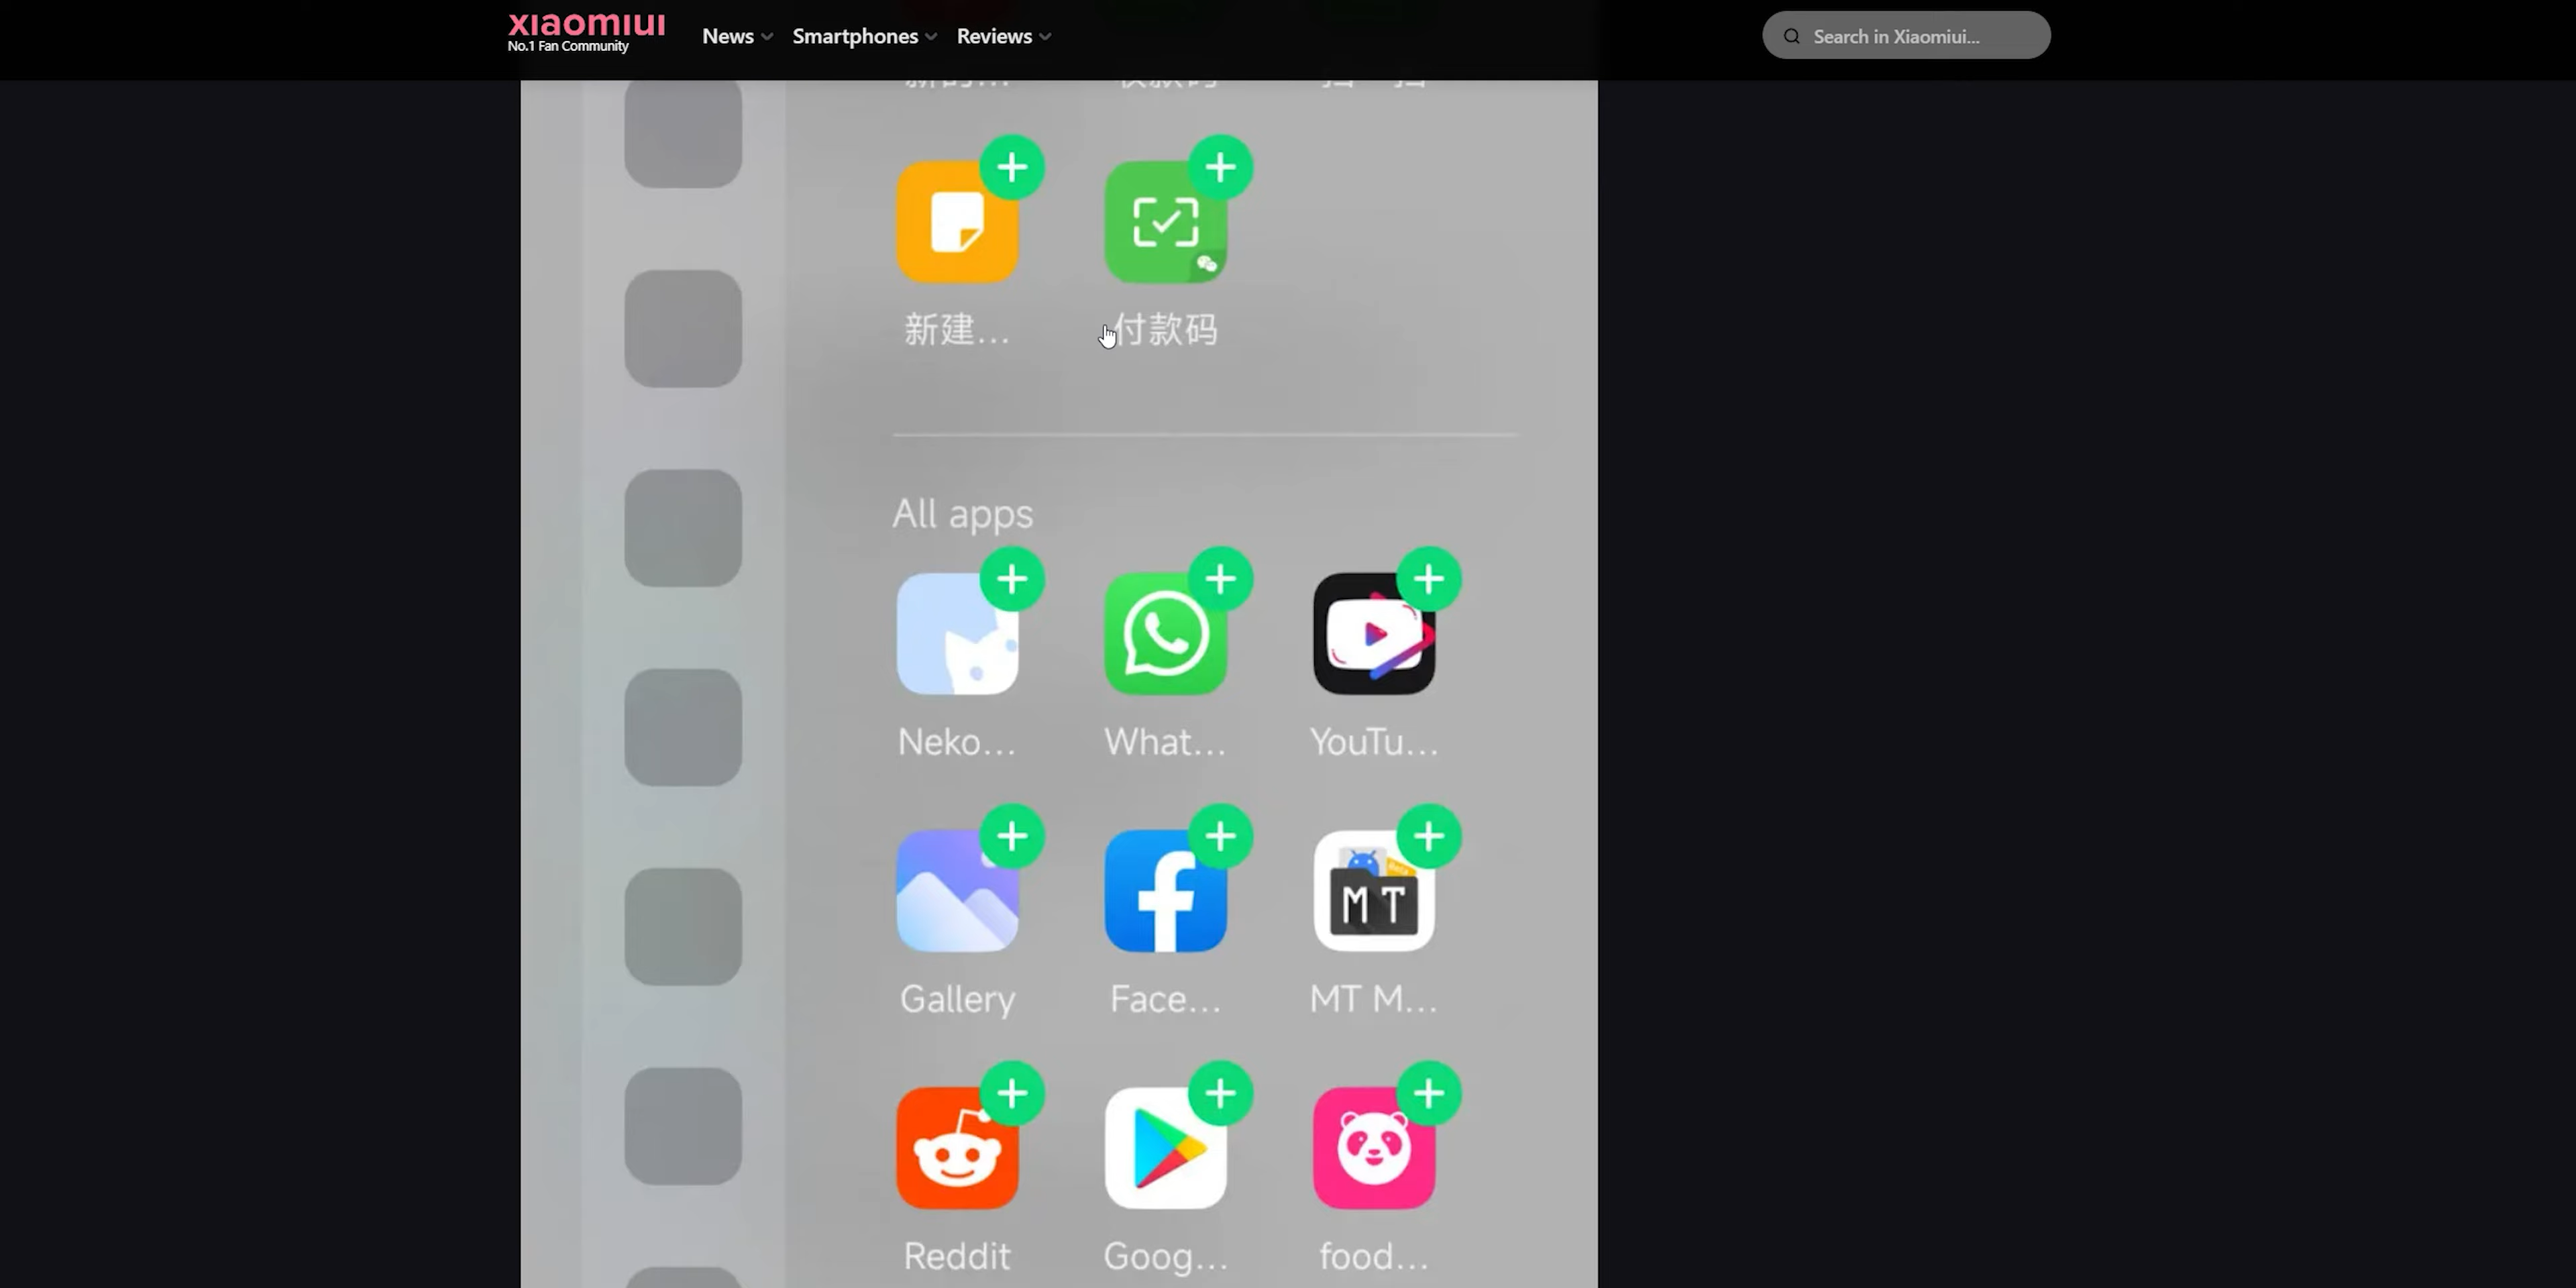 xiaomiui
No.1 Fan Community
News
Smartphones
Reviews
Search in Xiaomiui...
新建...
付款码
All apps
Neko...
What...
YouTu...
Gallery
Face...
MT
MT M...
Reddit
Goog...
food...